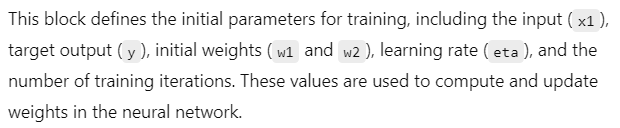 This block defines the initial parameters for training, including the input ( x1 ),
target output ( y ), initial weights ( w1 and w2 ), learning rate ( eta ), and the
number of training iterations. These values are used to compute and update
weights in the neural network.